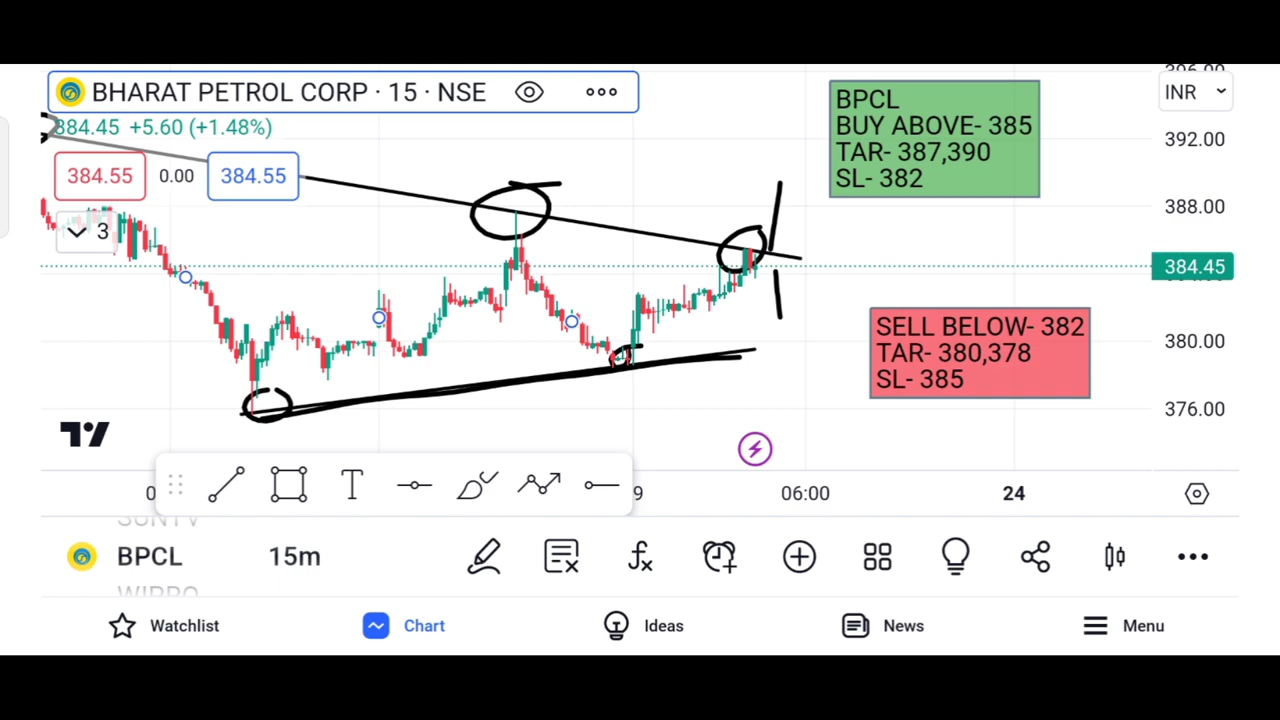 BHARAT PETROL CORP · 15 · NSE
384.45 +5.60 (+1.48%)
384.55 0.00 384.55
3
INR
392.00
388.00
384.45
380.00
376.00
BPCL
BUY ABOVE- 385
TAR- 387,390
SL- 382
SELL BELOW- 382
TAR- 380,378
SL- 385
06:00
24
SUNTV
BPCL 15m
WIPRO
Watchlist
Chart
Ideas
News
Menu